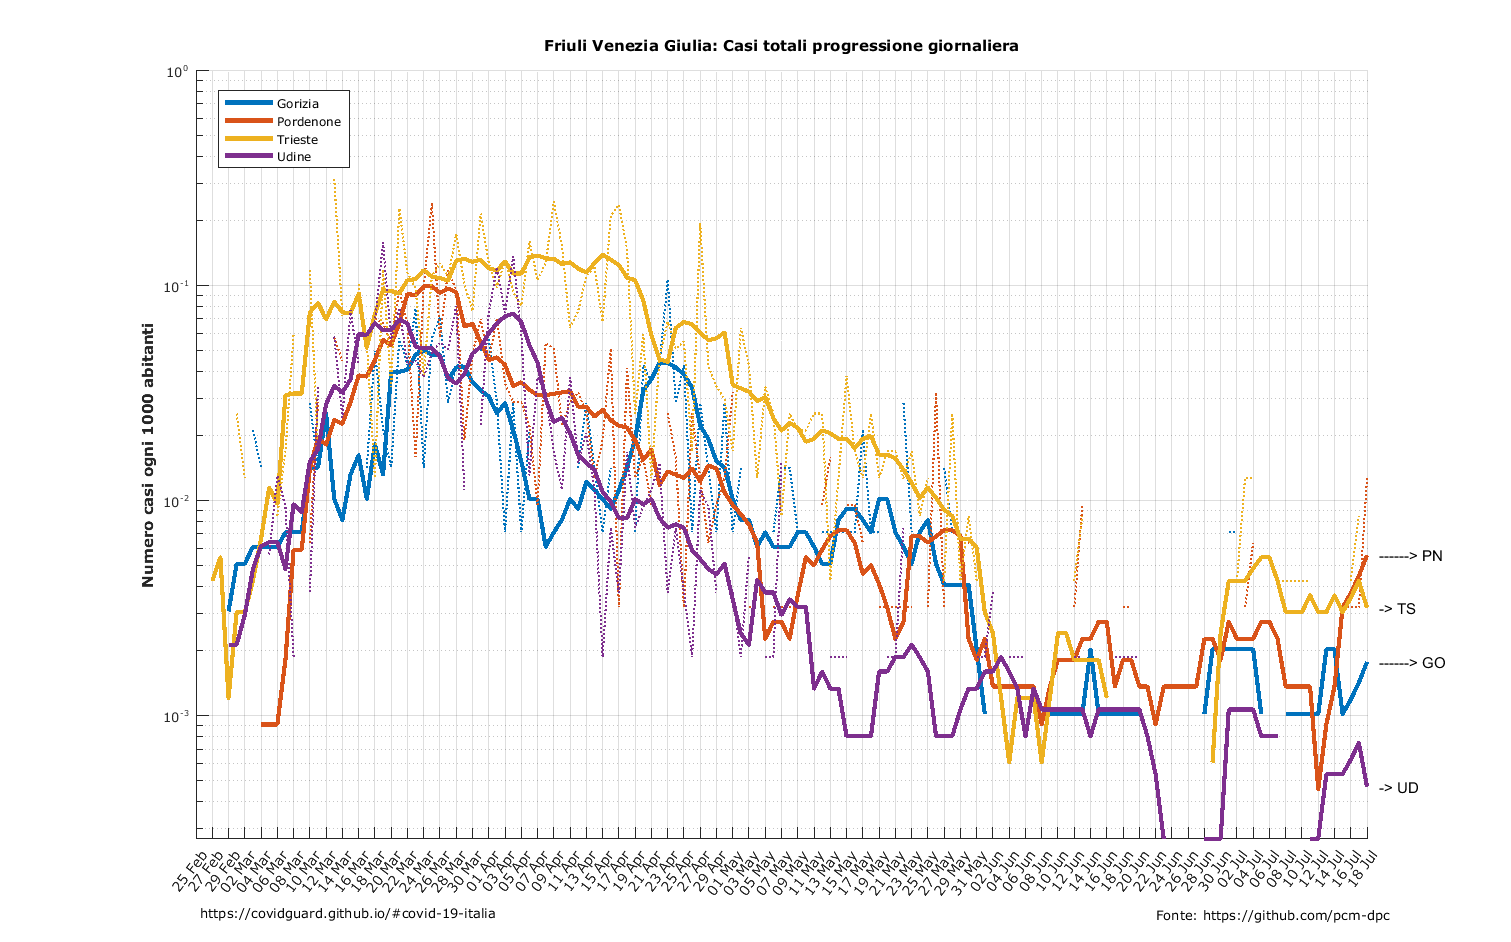 Friuli Venezia Giulia: Casi totali progressione giornaliera
Numero casi ogni 1000 abitanti
10^0
10^-1
10^-2
10^-3
Gorizia
Pordenone
Trieste
Udine
------> PN
-> TS
------> GO
-> UD
25 Feb
27 Feb
29 Feb
02 Mar
04 Mar
06 Mar
08 Mar
10 Mar
12 Mar
14 Mar
16 Mar
18 Mar
20 Mar
22 Mar
24 Mar
26 Mar
28 Mar
30 Mar
01 Apr
03 Apr
05 Apr
07 Apr
09 Apr
11 Apr
13 Apr
15 Apr
17 Apr
19 Apr
21 Apr
23 Apr
25 Apr
27 Apr
29 Apr
01 May
03 May
05 May
07 May
09 May
11 May
13 May
15 May
17 May
19 May
21 May
23 May
25 May
27 May
29 May
31 May
02 Jun
04 Jun
06 Jun
08 Jun
10 Jun
12 Jun
14 Jun
16 Jun
18 Jun
20 Jun
22 Jun
24 Jun
26 Jun
28 Jun
30 Jun
02 Jul
04 Jul
06 Jul
08 Jul
10 Jul
12 Jul
14 Jul
16 Jul
18 Jul
https://covidguard.github.io/#covid-19-italia
Fonte: https://github.com/pcm-dpc